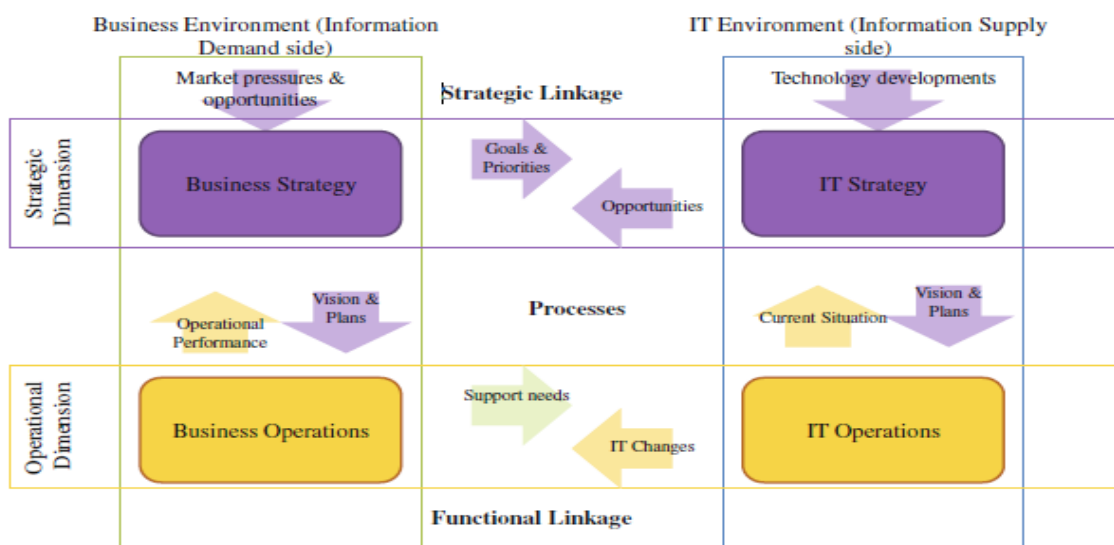 Business Environment (Information
Demand side)
IT Environment (Information Supply
side)
Market pressures &
opportunities
Strategic Linkage
Technology developments
Strategic
Dimension
Business Strategy
Goals &
Priorities
Opportunities
IT Strategy
Operational
Performance
Vision &
Plans
Processes
Current Situation
Vision &
Plans
Operational
Dimension
Business Operations
Support needs
IT Changes
IT Operations
Functional Linkage